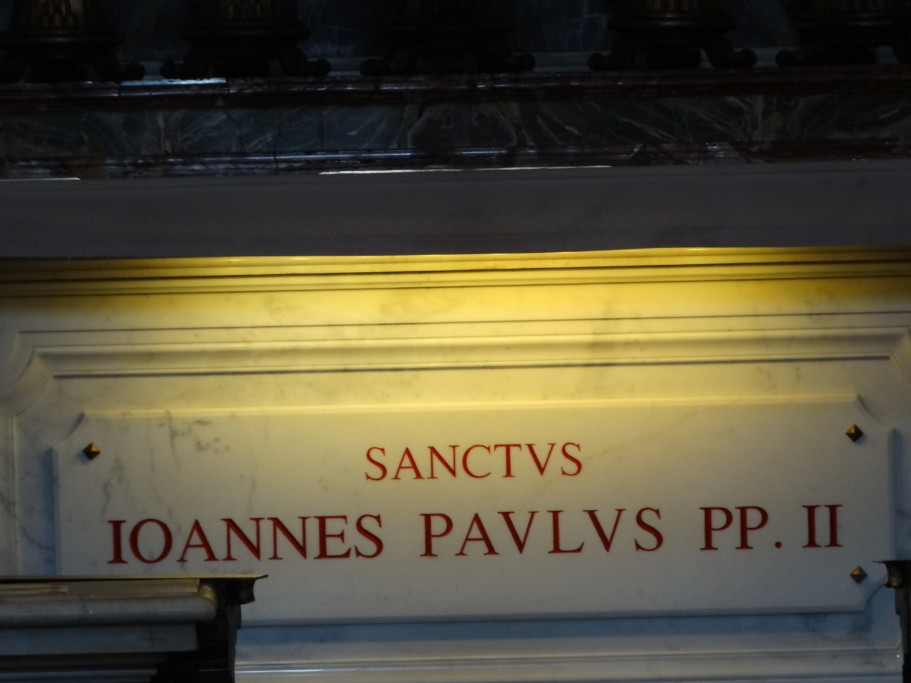 SANCTVS
IOANNES PAVLVS PP. II